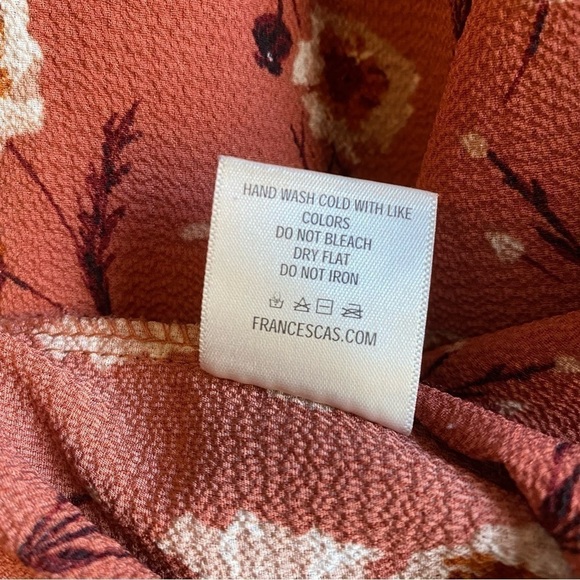 HAND WASH COLD WITH LIKE
COLORS
DO NOT BLEACH
DRY FLAT
DO NOT IRON
FRANCESCAS.COM